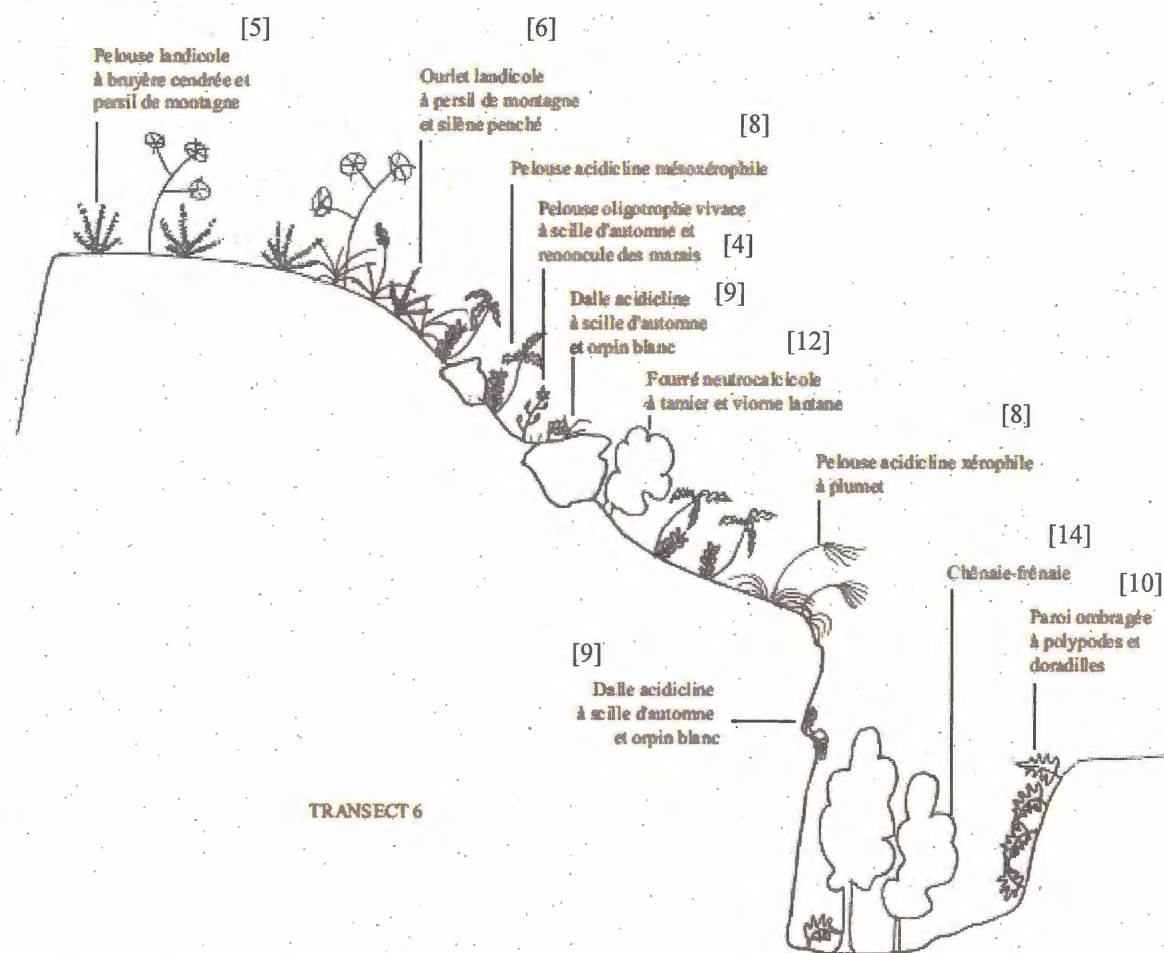 [5]
Pelouse landicole
à bruyère cendrée et
persil de montagne
[6]
Ourlet landicole
à persil de montagne
et silène penché
[8]
Pelouse acidicline mésoxérophile
Pelouse oligotrophe vivace
à scille d'automne et
renoncule des marais
[4]
Dalle acidicline
à scille d'automne
et orpin blanc
[9]
[12]
Fourré neutrocalcicole
à tamier et viorne lantane
[8]
Pelouse acidicline xérophile
à plumet
[14]
Chênaie-frênaie
[10]
Paroi ombragée
à polypodes et
doradilles
[9]
Dalle acidicline
à scille d'automne
et orpin blanc
TRANSECT 6